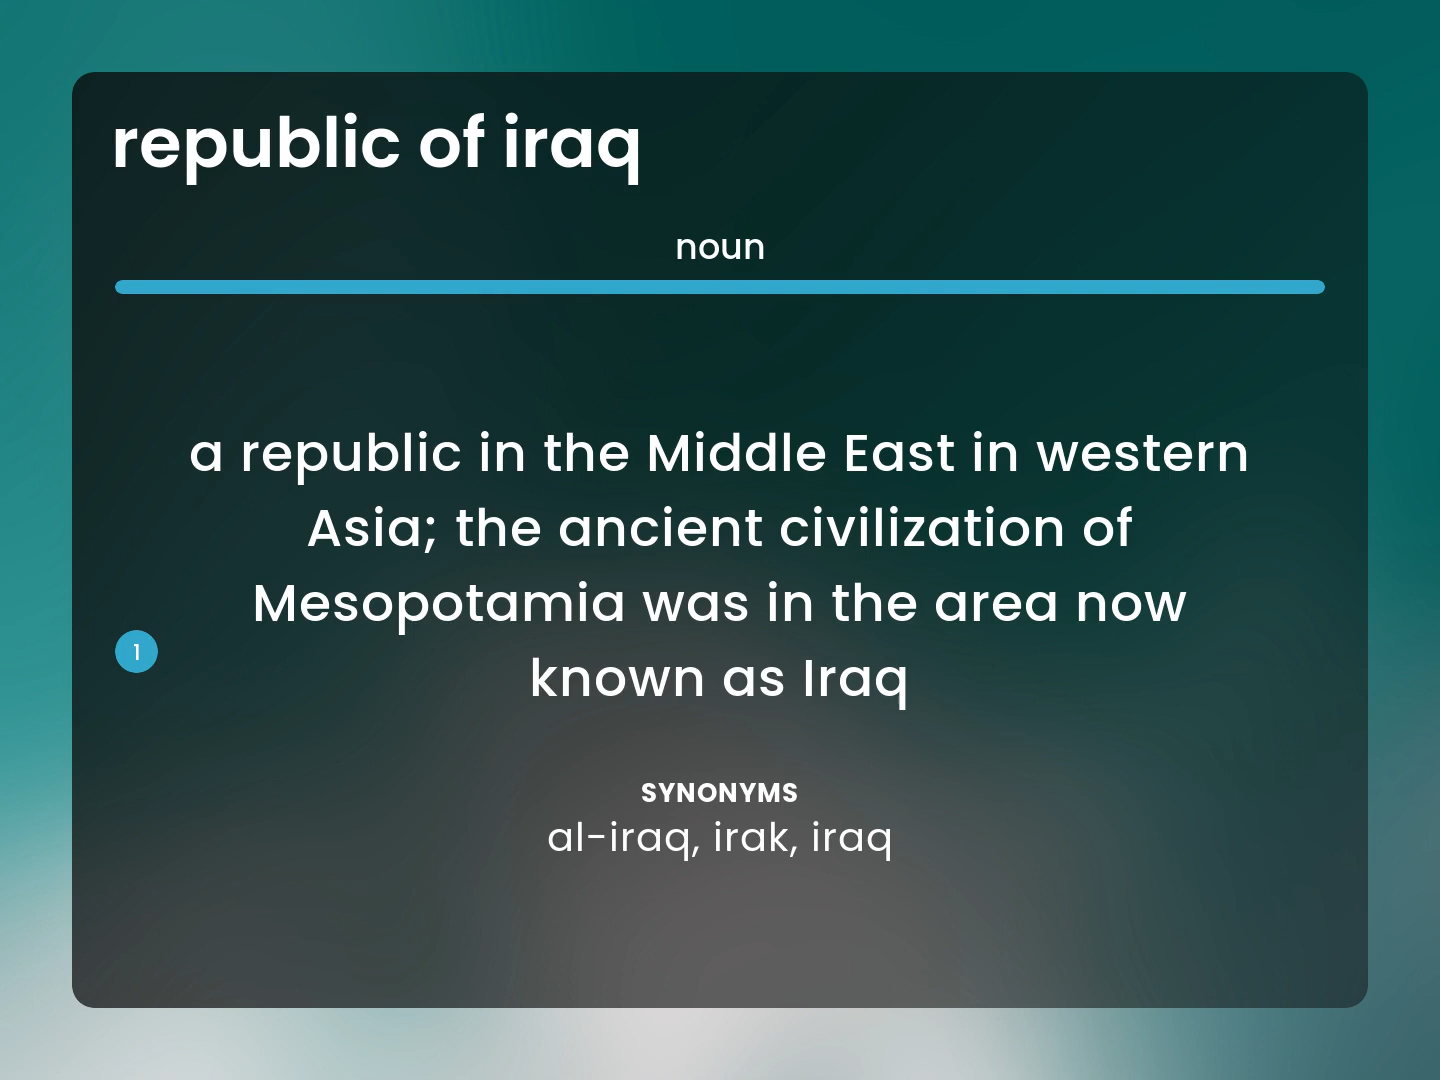 republic of iraq
noun
a republic in the Middle East in western
Asia; the ancient civilization of
Mesopotamia was in the area now
known as Iraq
1
SYNONYMS
al-iraq, irak, iraq